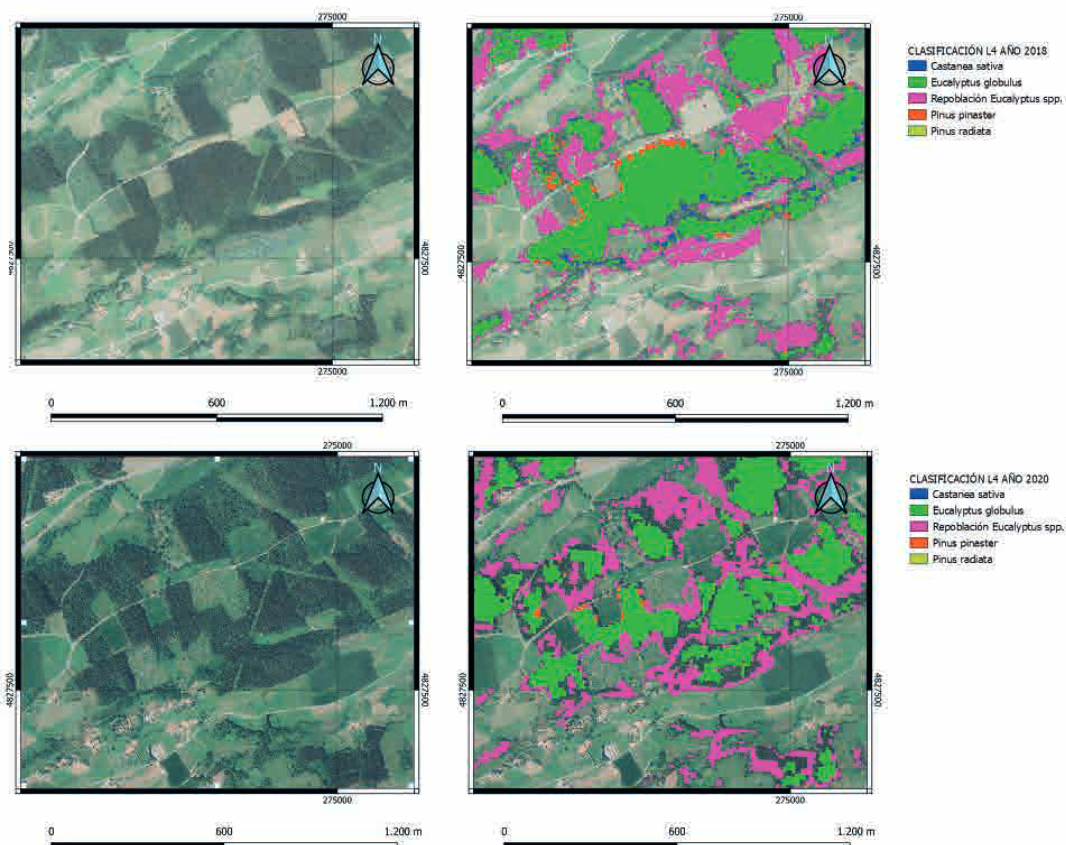 275000
N
4827500
4827500
275000
0 600 1.200 m
275000
N
4827500
4827500
275000
0 600 1.200 m
CLASIFICACIÓN L4 AÑO 2018
Castanea sativa
Eucalyptus globulus
Repoblación Eucalyptus spp.
Pinus pinaster
Pinus radiata
275000
N
4827500
4827500
275000
0 600 1.200 m
275000
N
4827500
4827500
275000
0 600 1.200 m
CLASIFICACIÓN L4 AÑO 2020
Castanea sativa
Eucalyptus globulus
Repoblación Eucalyptus spp.
Pinus pinaster
Pinus radiata